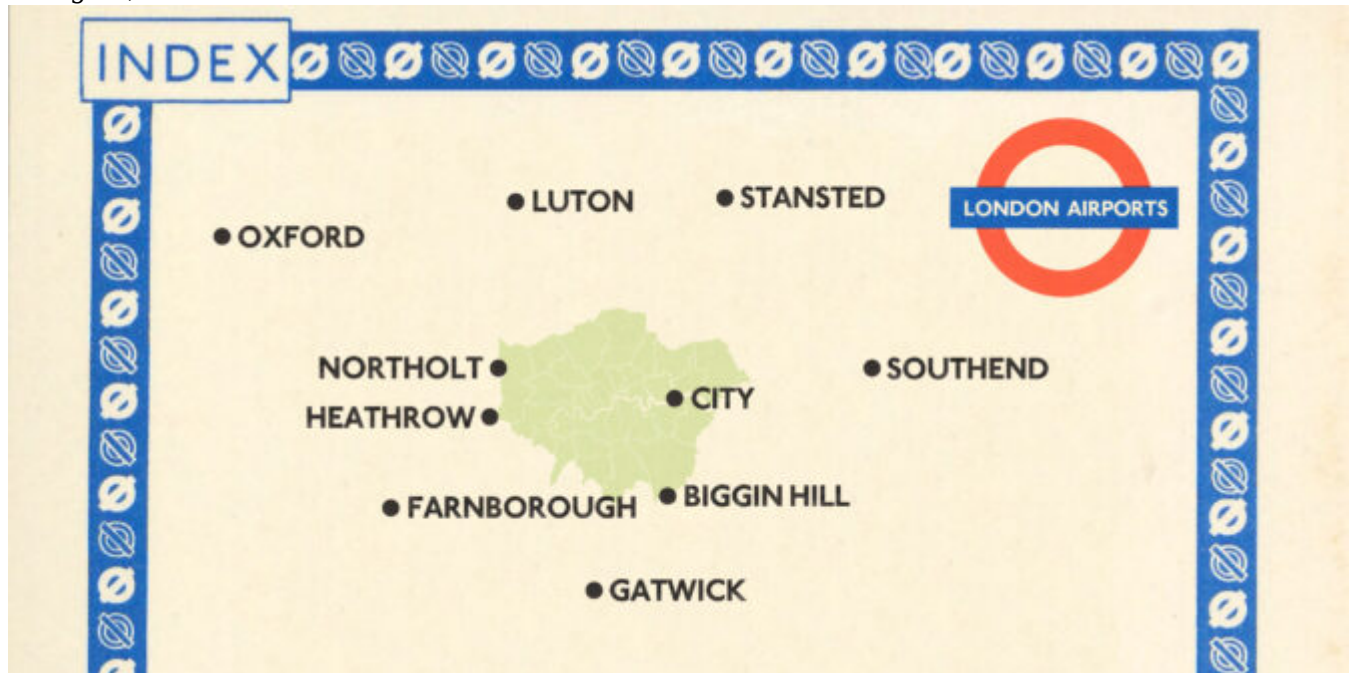 INDEX
LUTON
STANSTED
LONDON AIRPORTS
OXFORD
NORTHOLT
SOUTHEND
CITY
HEATHROW
BIGGIN HILL
FARNBOROUGH
GATWICK